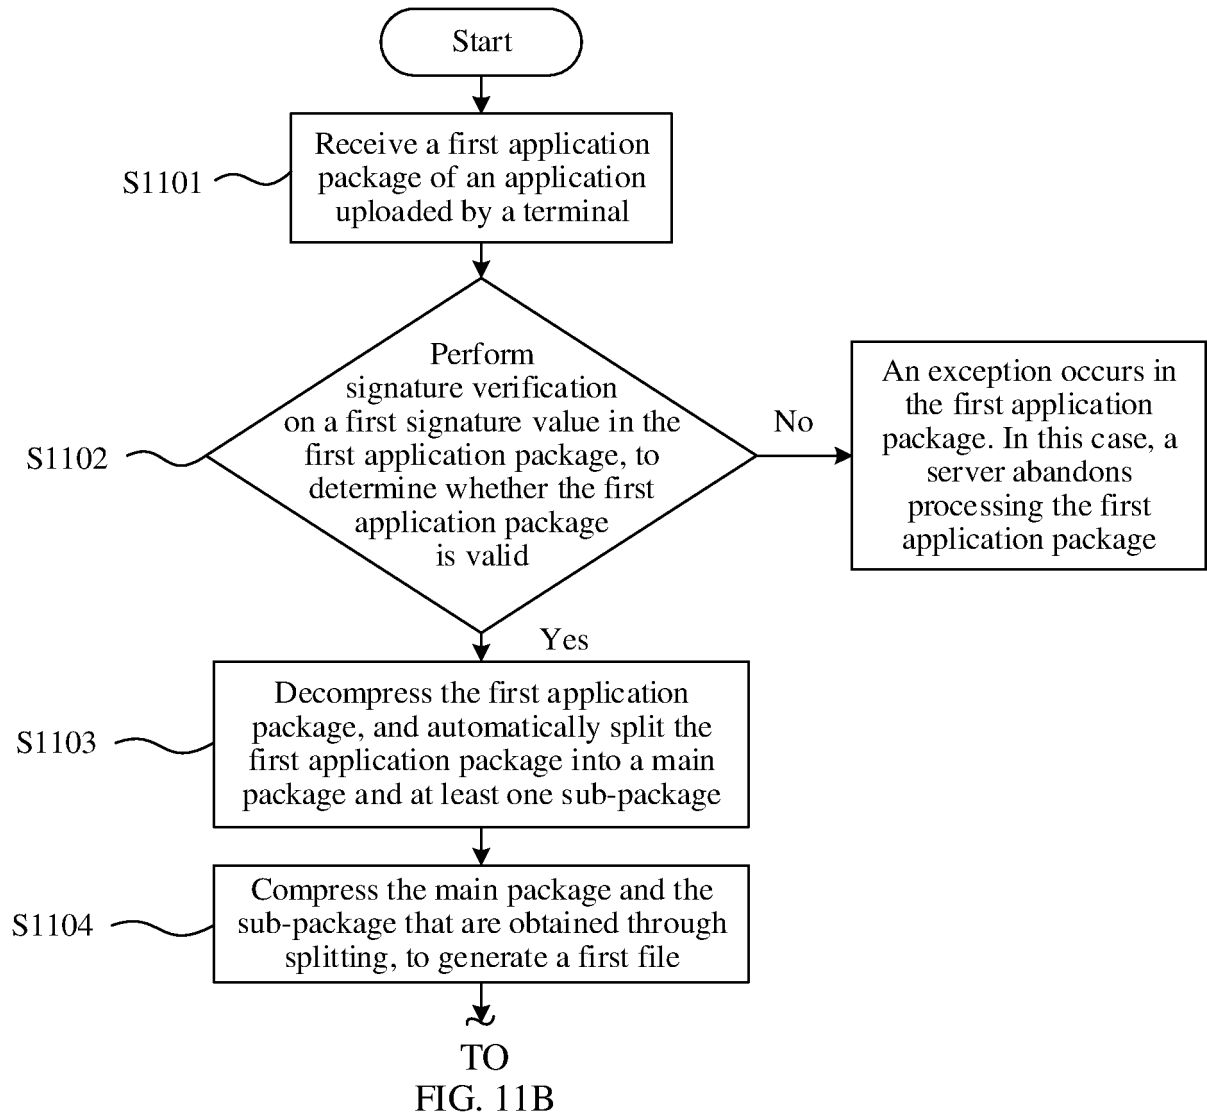 Start
S1101
Receive a first application
package of an application
uploaded by a terminal
S1102
Perform
signature verification
on a first signature value in the
first application package, to
determine whether the first
application package
is valid
No
An exception occurs in
the first application
package. In this case, a
server abandons
processing the first
application package
Yes
S1103
Decompress the first application
package, and automatically split the
first application package into a main
package and at least one sub-package
S1104
Compress the main package and the
sub-package that are obtained through
splitting, to generate a first file
TO
FIG. 11B